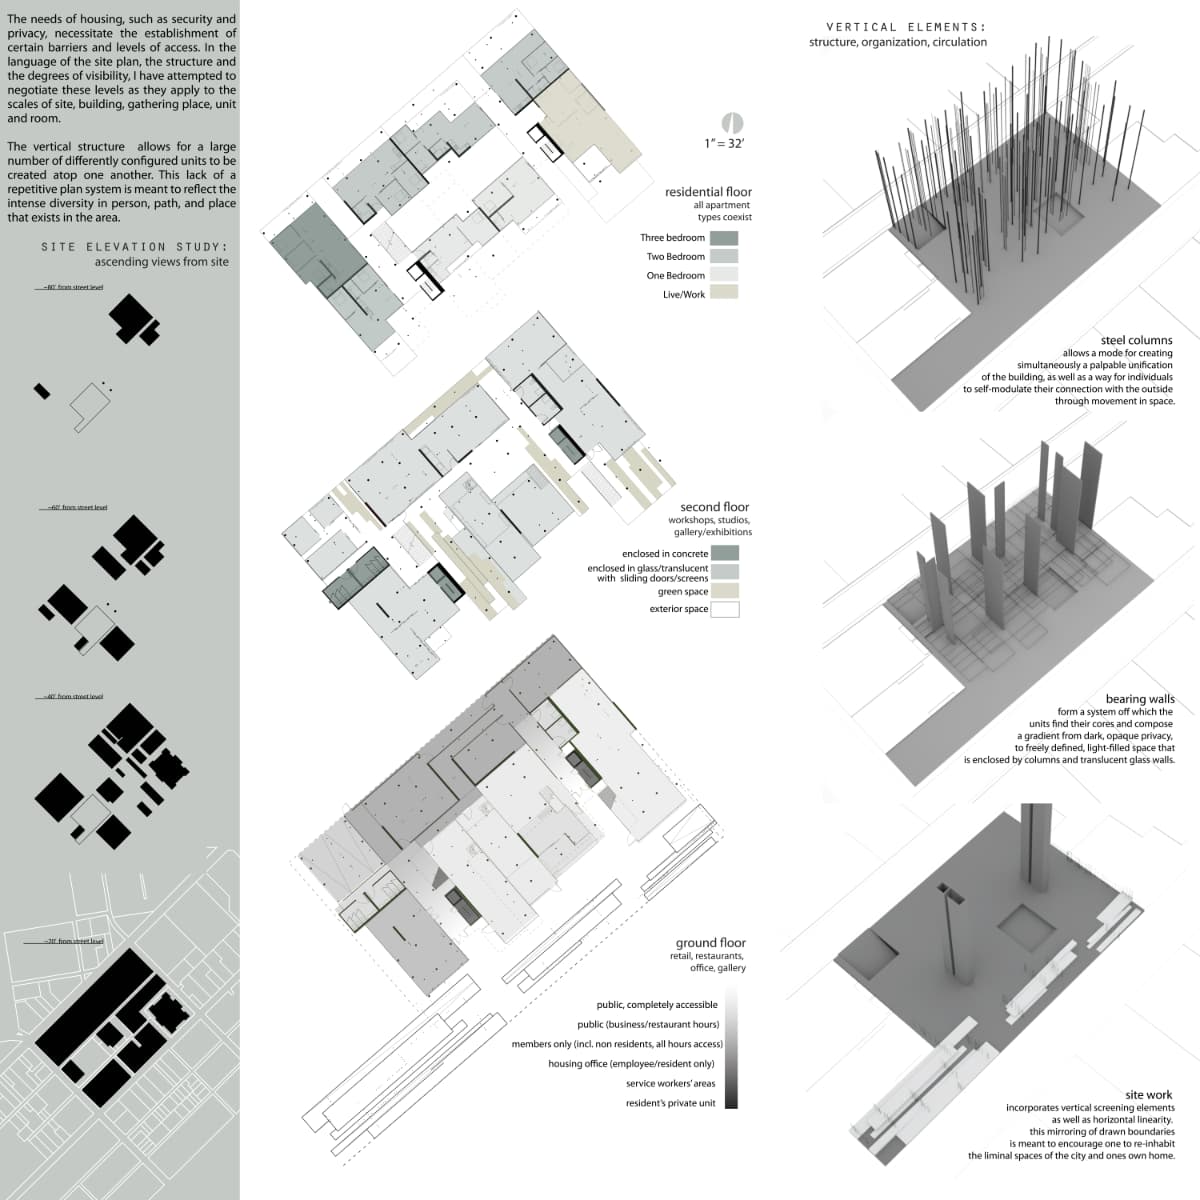 The needs of housing, such as security and
privacy, necessitate the establishment of
certain barriers and levels of access. In the
language of the site plan, the structure and
the degrees of visibility, I have attempted to
negotiate these levels as they apply to the
scales of site, building, gathering place, unit
and room.
The vertical structure allows for a large
number of differently configured units to be
created atop one another. This lack of a
repetitive plan system is meant to reflect the
intense diversity in person, path, and place
that exists in the area.
SITE ELEVATION STUDY:
ascending views from site
~80' from street level
~60' from street level
~40' from street level
~20' from street level
1"= 32'
residential floor
all apartment
types coexist
Three bedroom
Two Bedroom
One Bedroom
Live/Work
second floor
workshops, studios,
gallery/exhibitions
enclosed in concrete
enclosed in glass/translucent
with sliding doors/screens
green space
exterior space
ground floor
retail, restaurants,
office, gallery
public, completely accessible
public (business/restaurant hours)
members only (incl. non residents, all hours access)
housing office (employee/resident only)
service workers' areas
resident's private unit
VERTICAL ELEMENTS:
structure, organization, circulation
steel columns
allows a mode for creating
simultaneously a palpable unification
of the building, as well as a way for individuals
to self-modulate their connection with the outside
through movement in space.
bearing walls
form a system off which the
units find their cores and compose
a gradient from dark, opaque privacy,
to freely defined, light-filled space that
is enclosed by columns and translucent glass walls.
site work
incorporates vertical screening elements
as well as horizontal linearity.
this mirroring of drawn boundaries
is meant to encourage one to re-inhabit
the liminal spaces of the city and ones own home.